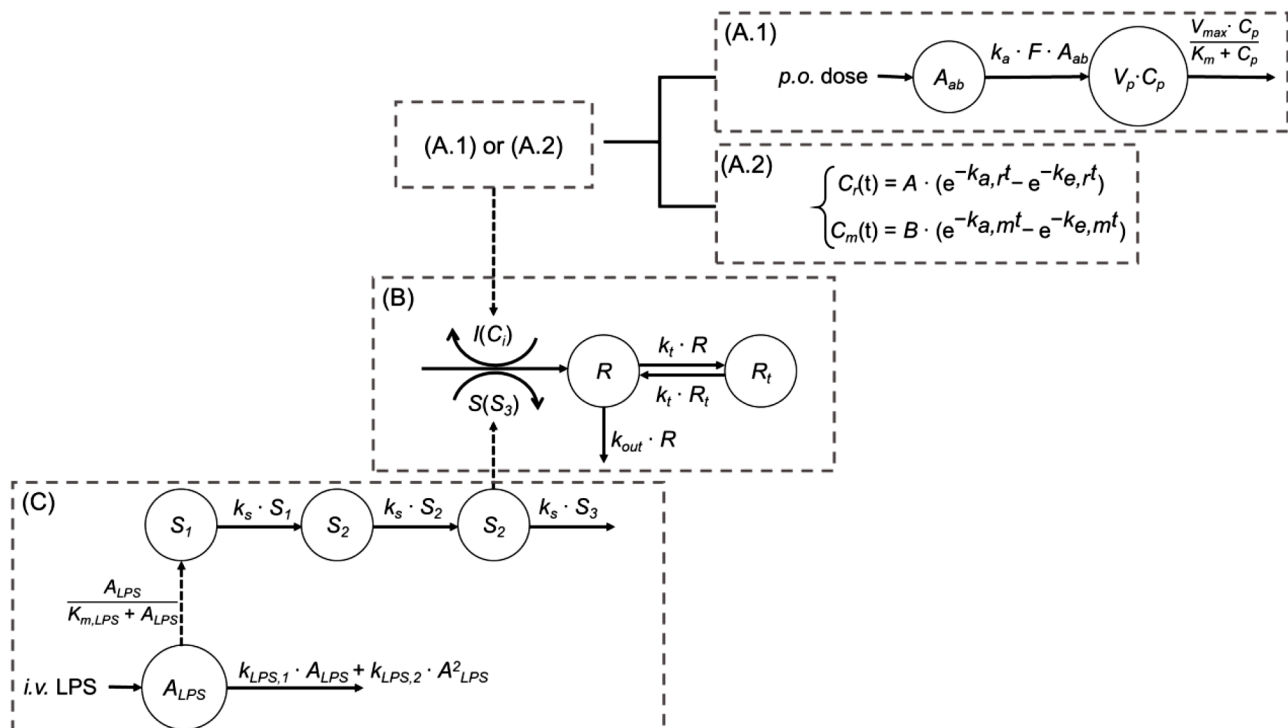 (A.1)
p.o. dose
A_ab
k_a · F · A_ab
V_p·C_p
V_max · C_p
K_m + C_p
(A.1) or (A.2)
(A.2)
C_r(t) = A · (e^−k_a,r^t − e^−k_e,r^t)
C_m(t) = B · (e^−k_a,m^t − e^−k_e,m^t)
(B)
I(C_i)
S(S_3)
R
k_t · R
k_t · R_t
R_t
k_out · R
(C)
S_1
k_s · S_1
S_2
k_s · S_2
S_2
k_s · S_3
A_LPS
K_m,LPS + A_LPS
i.v. LPS
A_LPS
k_LPS,1 · A_LPS + k_LPS,2 · A²_LPS